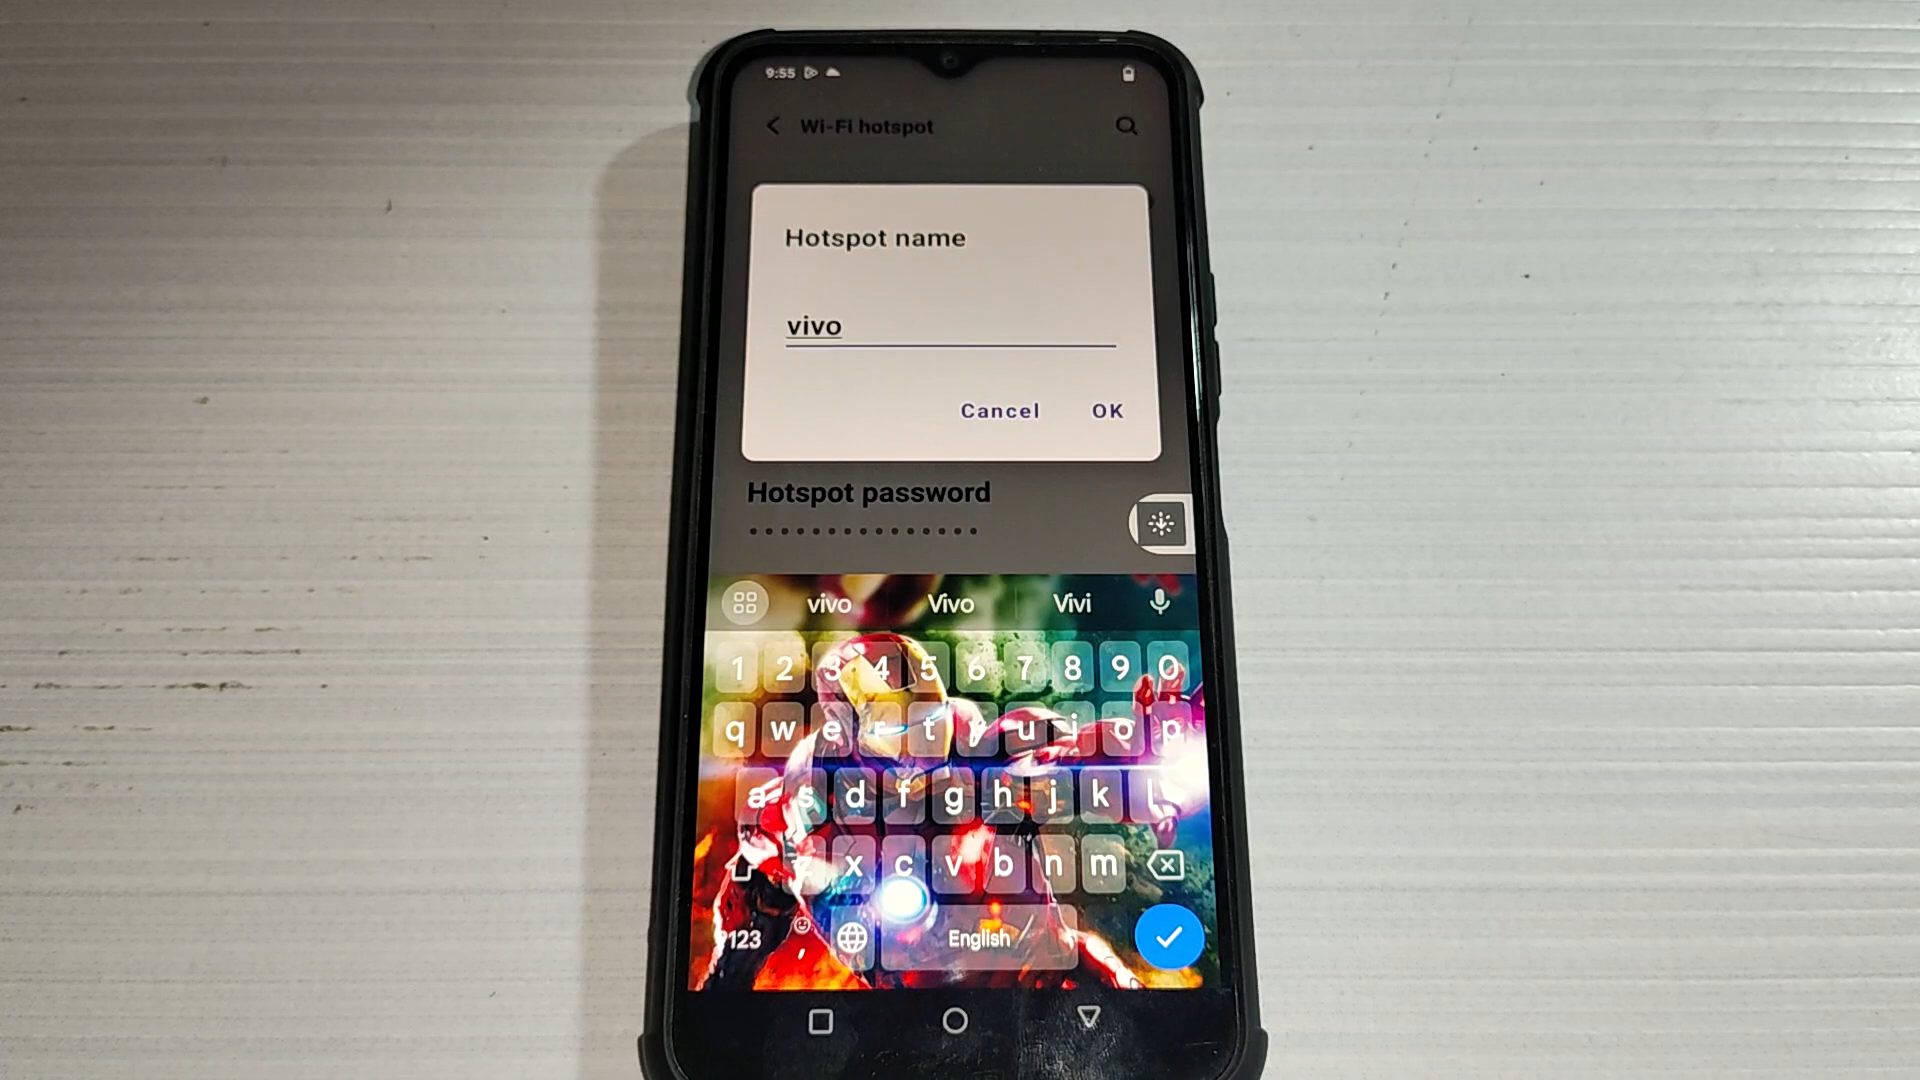 9:55
Wi-Fi hotspot
Hotspot name
vivo
Cancel OK
Hotspot password
vivo Vivo Vivi
1 2 3 4 5 6 7 8 9 0
q w e r t y u i o p
a s d f g h j k l
z x c v b n m
?123 , English